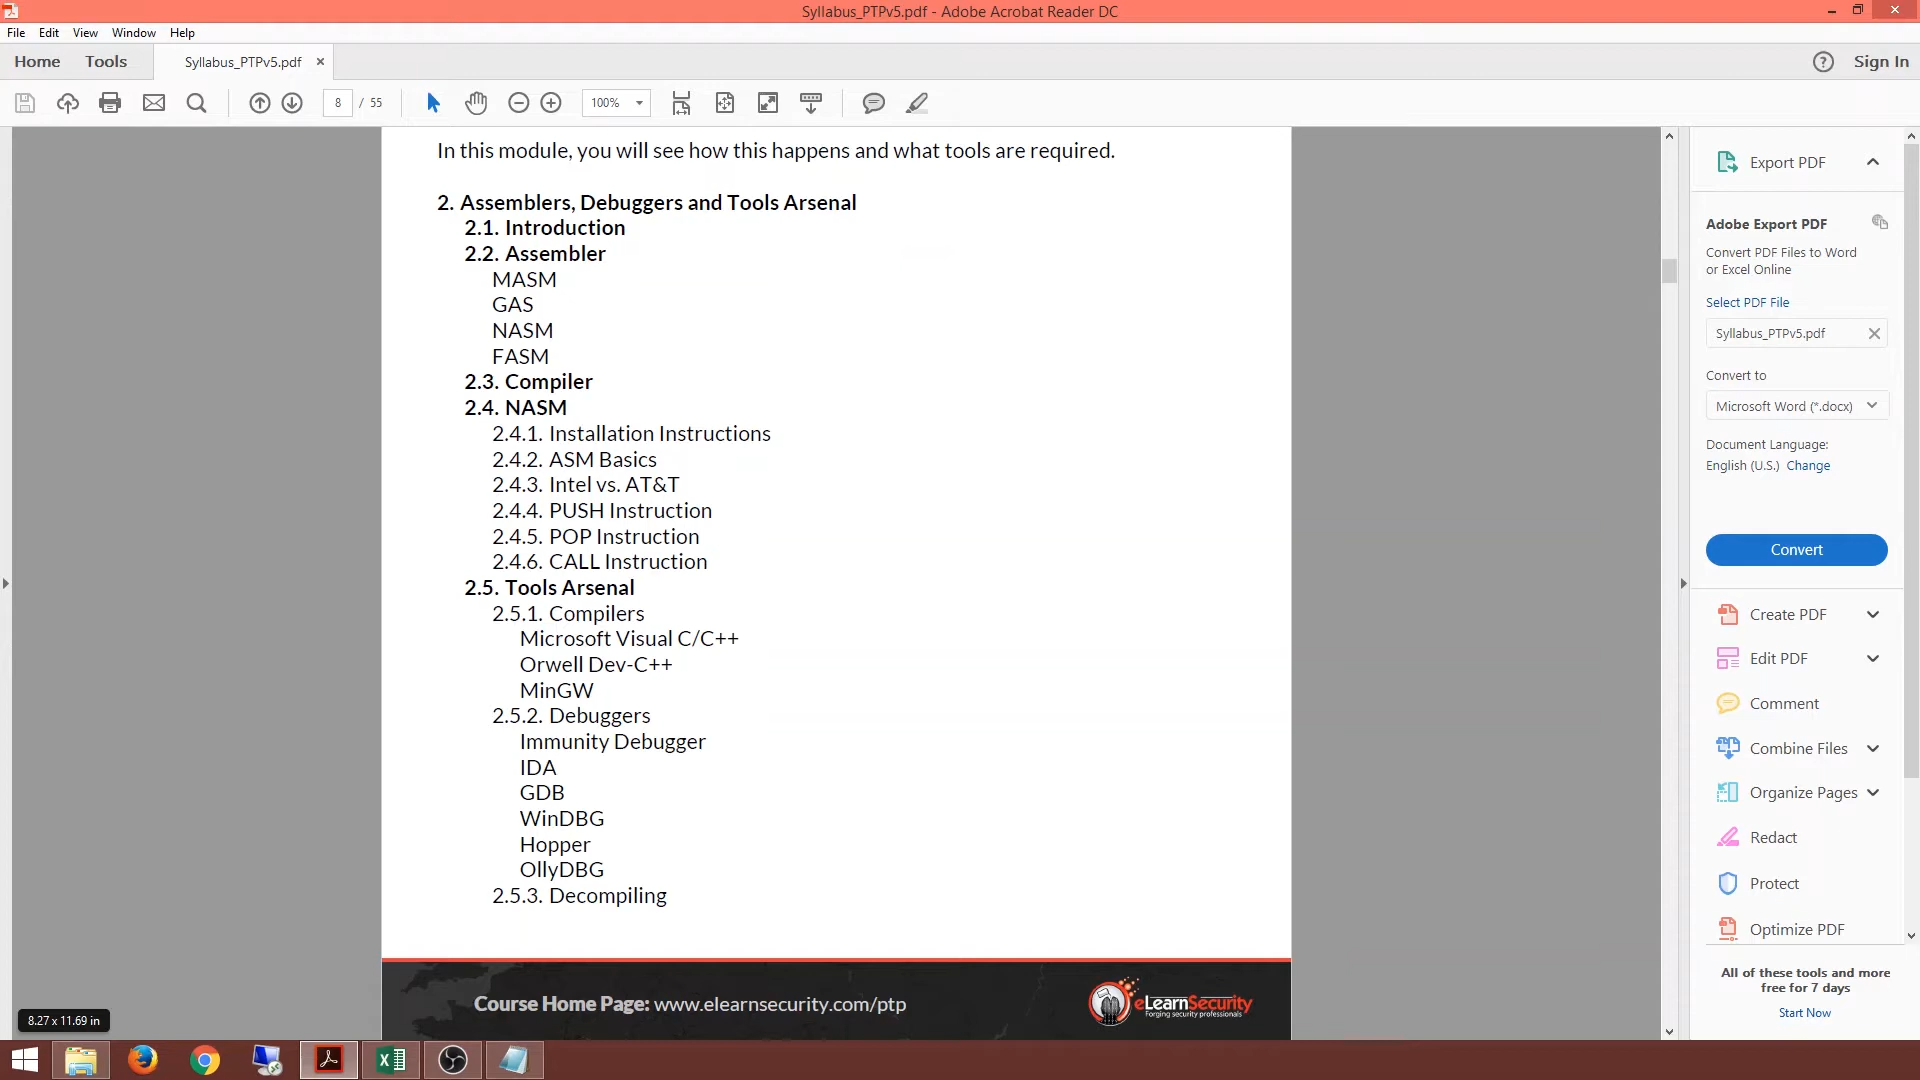 Syllabus_PTPv5.pdf - Adobe Acrobat Reader DC
File Edit View Window Help
Home Tools Syllabus_PTPv5.pdf × Sign In
8 / 55 100%
In this module, you will see how this happens and what tools are required.
2. Assemblers, Debuggers and Tools Arsenal
2.1. Introduction
2.2. Assembler
MASM
GAS
NASM
FASM
2.3. Compiler
2.4. NASM
2.4.1. Installation Instructions
2.4.2. ASM Basics
2.4.3. Intel vs. AT&T
2.4.4. PUSH Instruction
2.4.5. POP Instruction
2.4.6. CALL Instruction
2.5. Tools Arsenal
2.5.1. Compilers
Microsoft Visual C/C++
Orwell Dev-C++
MinGW
2.5.2. Debuggers
Immunity Debugger
IDA
GDB
WinDBG
Hopper
OllyDBG
2.5.3. Decompiling
Course Home Page: www.elearnsecurity.com/ptp
eLearnSecurity
Forging security professionals
8.27 x 11.69 in
Export PDF
Adobe Export PDF
Convert PDF Files to Word
or Excel Online
Select PDF File
Syllabus_PTPv5.pdf
Convert to
Microsoft Word (*.docx)
Document Language:
English (U.S.) Change
Convert
Create PDF
Edit PDF
Comment
Combine Files
Organize Pages
Redact
Protect
Optimize PDF
All of these tools and more
free for 7 days
Start Now